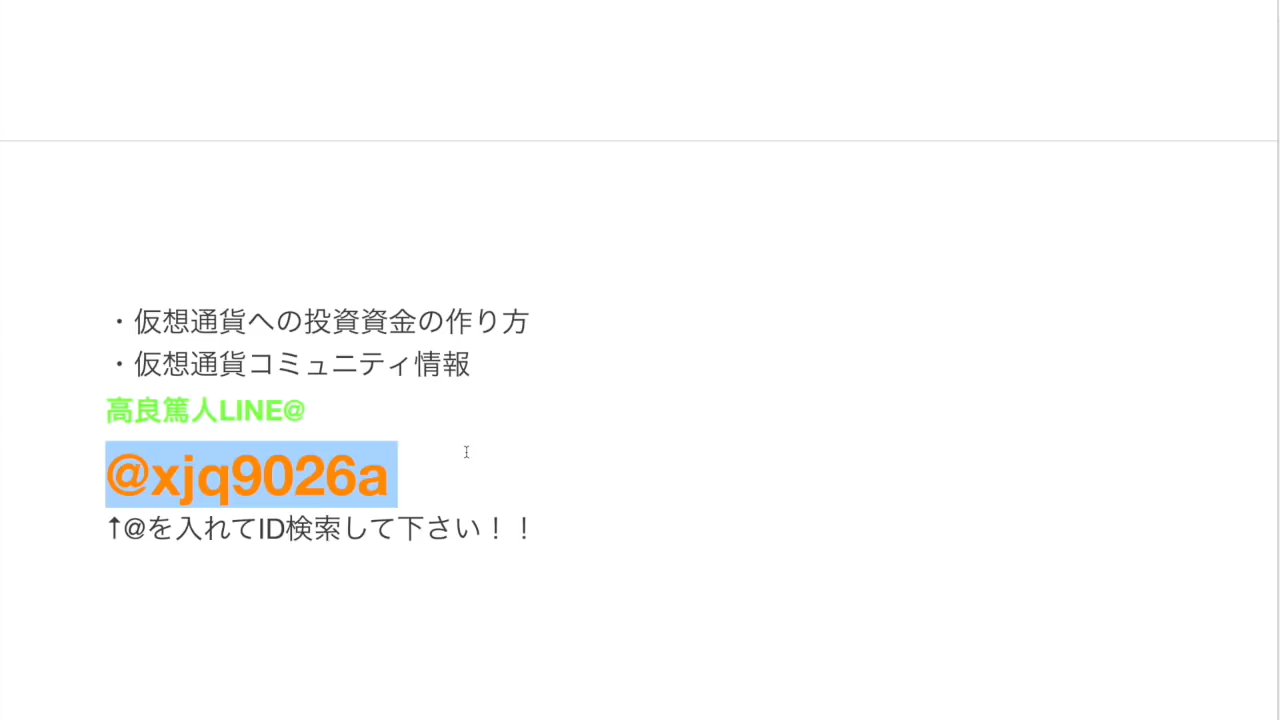 ・仮想通貨への投資資金の作り方
・仮想通貨コミュニティ情報
高良篤人LINE@
@xjq9026a
↑@を入れてID検索して下さい！！